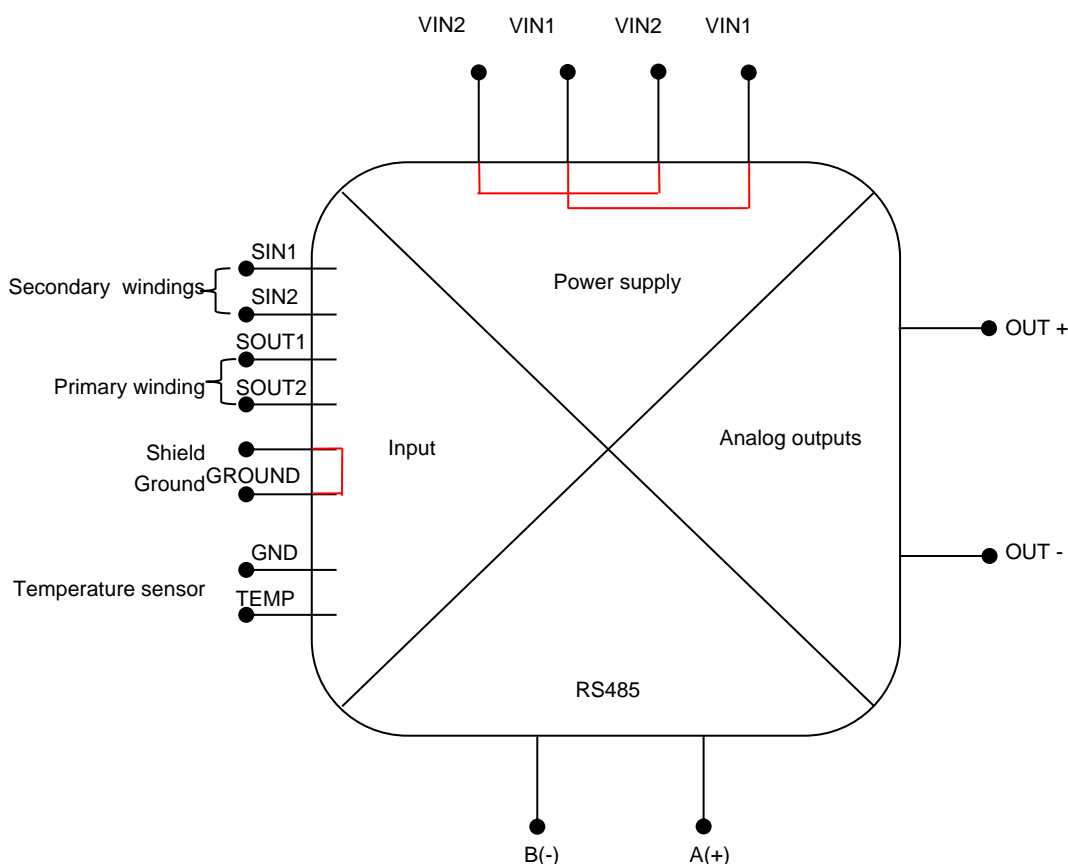 VIN2 VIN1 VIN2 VIN1
Power supply
SIN1
Secondary windings
SIN2
SOUT1
Primary winding
SOUT2
Shield
Ground GROUND
Input
Analog outputs
OUT +
OUT -
GND
Temperature sensor
TEMP
RS485
B(-) A(+)